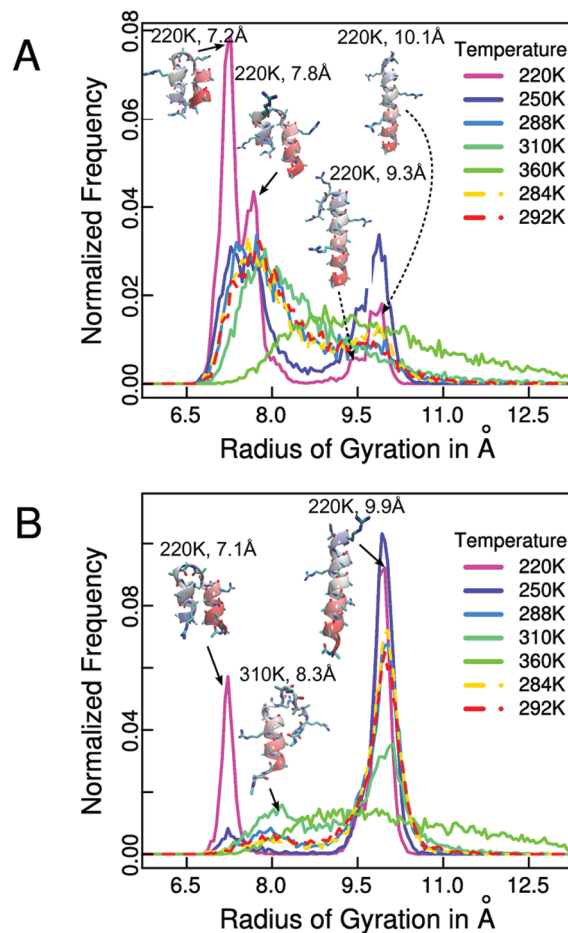 A
220K, 7.2Å
220K, 7.8Å
220K, 10.1Å
220K, 9.3Å
Temperature
220K
250K
288K
310K
360K
284K
292K
Normalized Frequency
0.08
0.06
0.04
0.02
0.00
6.5 8.0 9.5 11.0 12.5
Radius of Gyration in Å
B
220K, 9.9Å
220K, 7.1Å
310K, 8.3Å
Temperature
220K
250K
288K
310K
360K
284K
292K
Normalized Frequency
0.08
0.04
0.00
6.5 8.0 9.5 11.0 12.5
Radius of Gyration in Å